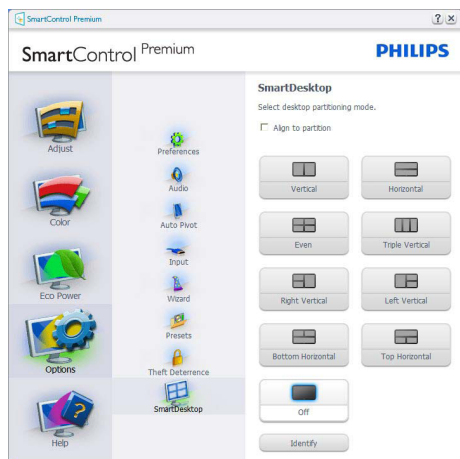 SmartControl Premium
SmartControl Premium
PHILIPS
Adjust
Color
Eco Power
Options
Help
Preferences
Audio
Auto Pivot
Input
Wizard
Presets
Theft Deterrence
SmartDesktop
SmartDesktop
Select desktop partitioning mode.
Align to partition
Vertical
Horizontal
Even
Triple Vertical
Right Vertical
Left Vertical
Bottom Horizontal
Top Horizontal
Off
Identify